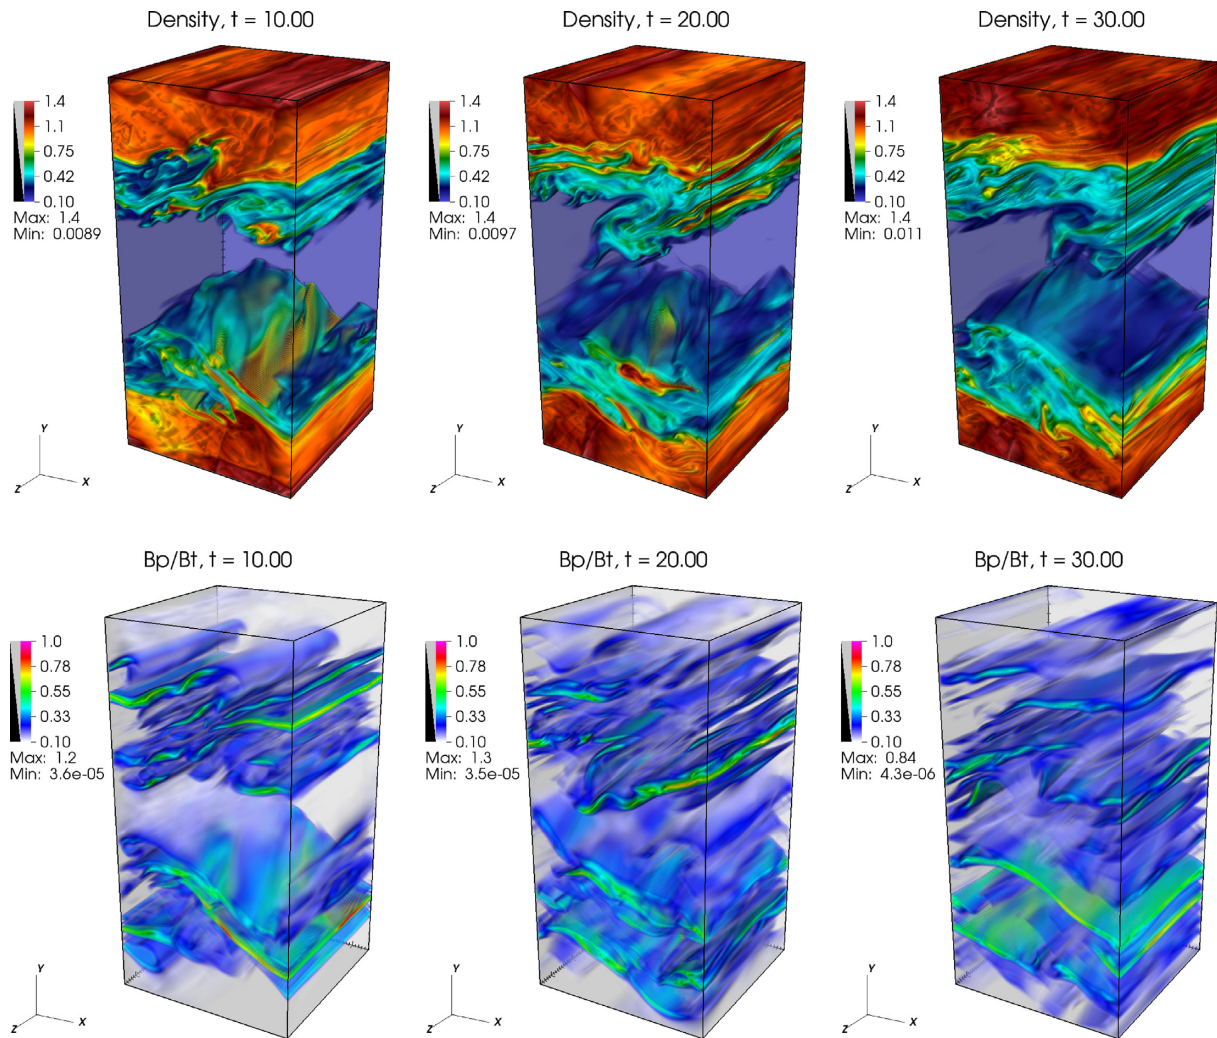 Density, t = 10.00
1.4
1.1
0.75
0.42
0.10
Max: 1.4
Min: 0.0089
Y
Z
X
Density, t = 20.00
1.4
1.1
0.75
0.42
0.10
Max: 1.4
Min: 0.0097
Y
Z
X
Density, t = 30.00
1.4
1.1
0.75
0.42
0.10
Max: 1.4
Min: 0.011
Y
Z
X
Bp/Bt, t = 10.00
1.0
0.78
0.55
0.33
0.10
Max: 1.2
Min: 3.6e-05
Y
Z
X
Bp/Bt, t = 20.00
1.0
0.78
0.55
0.33
0.10
Max: 1.3
Min: 3.5e-05
Y
Z
X
Bp/Bt, t = 30.00
1.0
0.78
0.55
0.33
0.10
Max: 0.84
Min: 4.3e-06
Y
Z
X